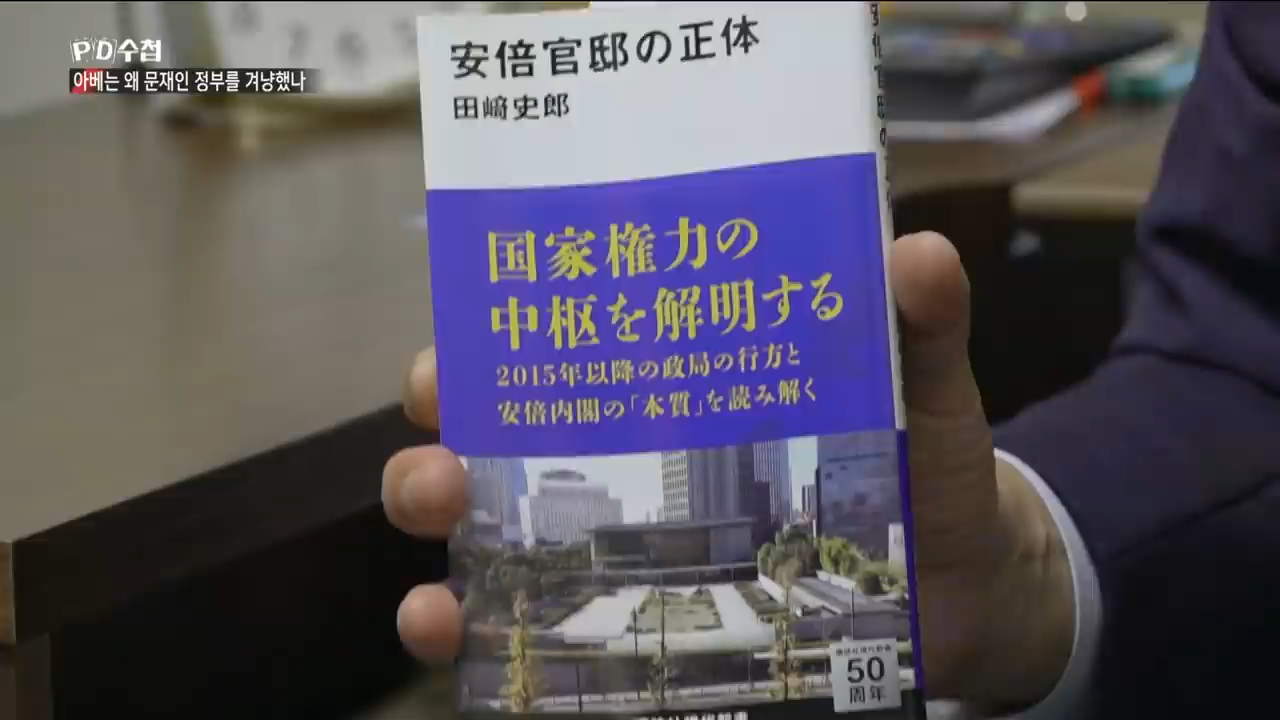 PD수첩
아베는 왜 문재인 정부를 겨냥했나
安倍官邸の正体
田﨑史郎
国家権力の
中枢を解明する
2015年以降の政局の行方と
安倍内閣の「本質」を読み解く
50
周年